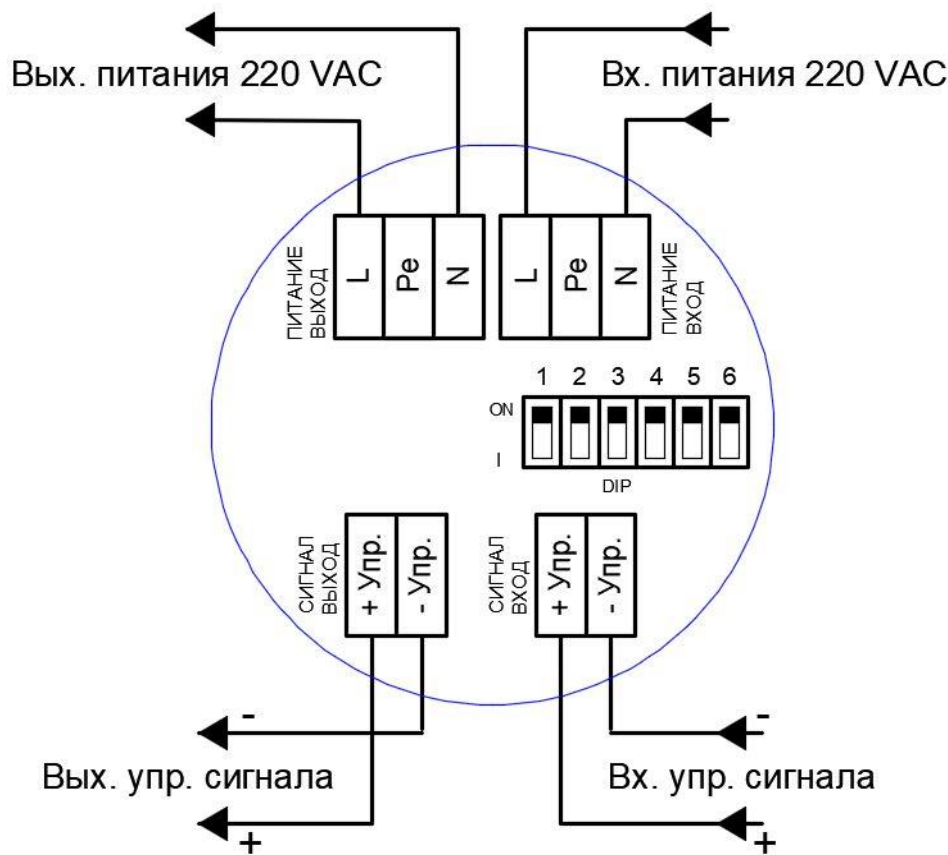 Вых. питания 220 VAC
Вх. питания 220 VAC
ПИТАНИЕ
ВЫХОД
L
Pe
N
L
Pe
N
ПИТАНИЕ
ВХОД
1 2 3 4 5 6
ON
I
DIP
СИГНАЛ
ВЫХОД
+ Упр.
- Упр.
СИГНАЛ
ВХОД
+ Упр.
- Упр.
-
-
Вых. упр. сигнала
Вх. упр. сигнала
+
+